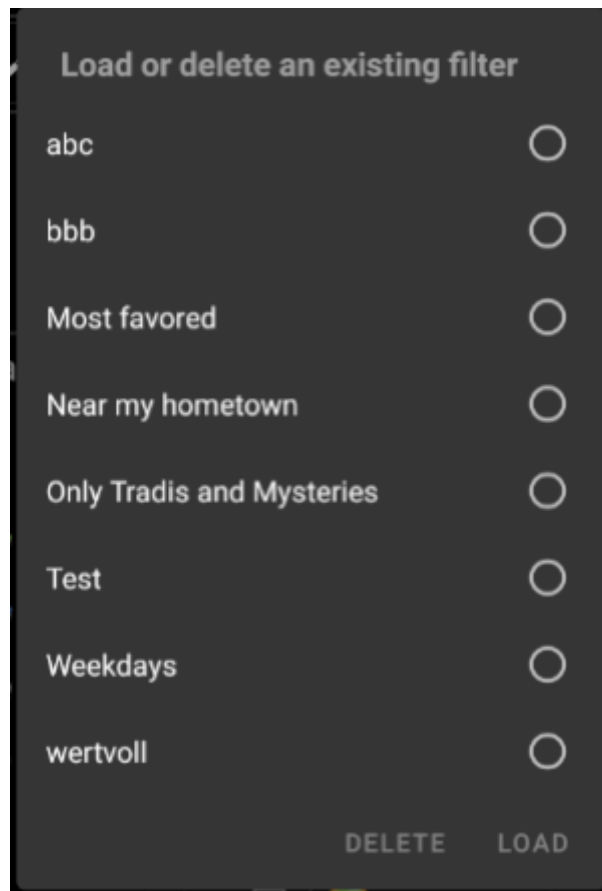 Load or delete an existing filter
abc
bbb
Most favored
Near my hometown
Only Tradis and Mysteries
Test
Weekdays
wertvoll
DELETE LOAD